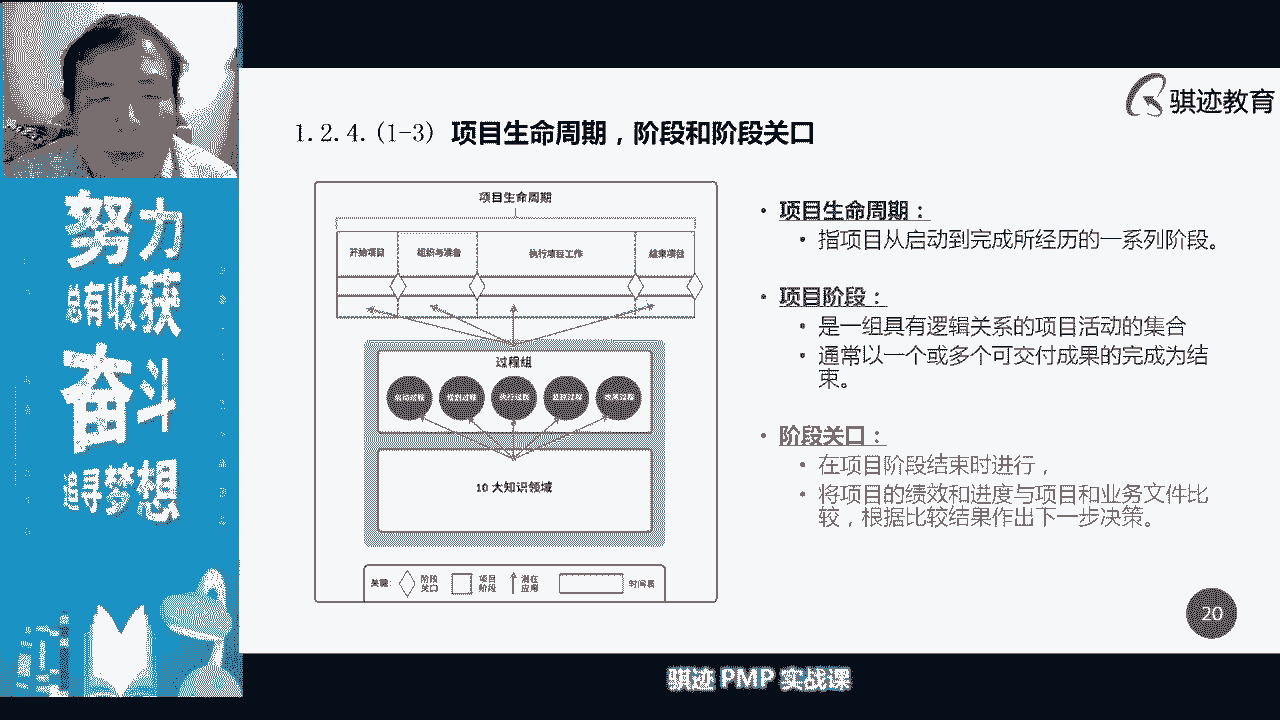 努力
总有收获
奋斗
追寻梦想
骐迹教育
1.2.4.(1-3) 项目生命周期，阶段和阶段关口
项目生命周期
开始项目
组织与准备
执行项目工作
结束项目
过程组
启动过程
规划过程
执行过程
监控过程
收尾过程
10 大知识领域
关键:
阶段
关口
项目
阶段
潜在
应用
时间表
• 项目生命周期：
• 指项目从启动到完成所经历的一系列阶段。
• 项目阶段：
• 是一组具有逻辑关系的项目活动的集合
• 通常以一个或多个可交付成果的完成为结
束。
• 阶段关口：
• 在项目阶段结束时进行，
• 将项目的绩效和进度与项目和业务文件比
较，根据比较结果作出下一步决策。
20
骐迹 PMP 实战课